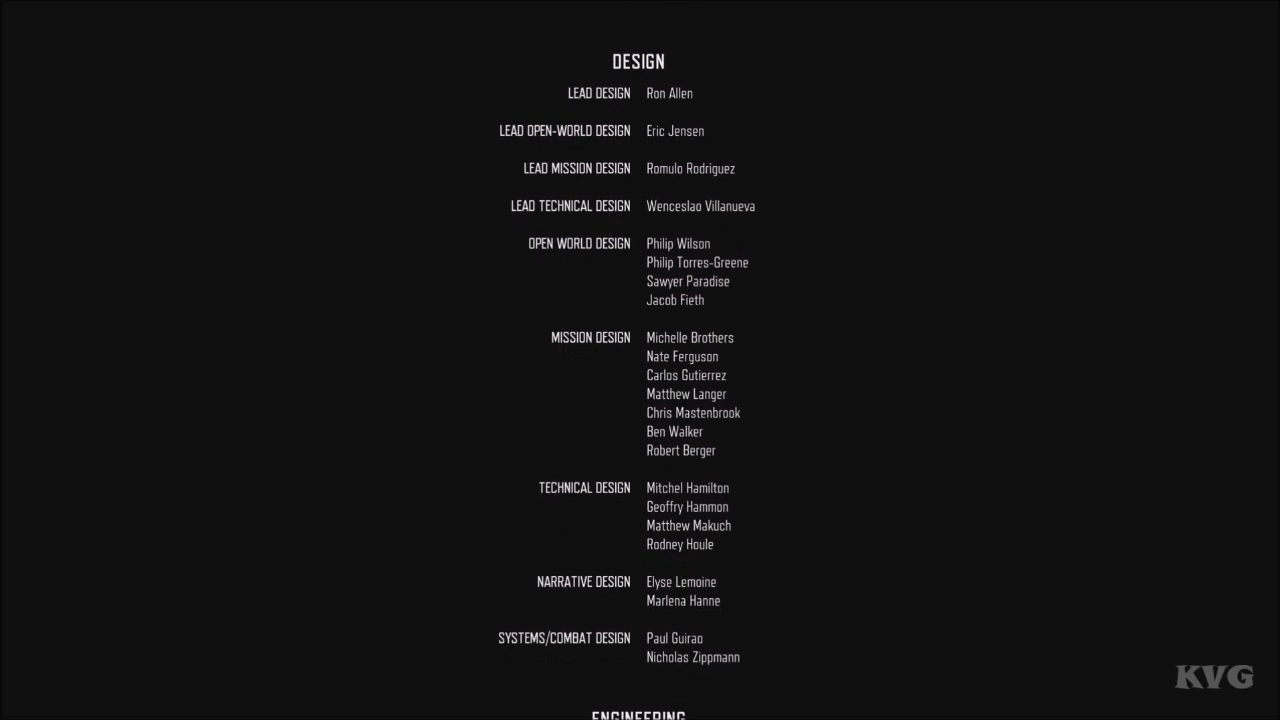 DESIGN
LEAD DESIGN Ron Allen
LEAD OPEN-WORLD DESIGN Eric Jensen
LEAD MISSION DESIGN Romulo Rodriguez
LEAD TECHNICAL DESIGN Wenceslao Villanueva
OPEN WORLD DESIGN Philip Wilson
Philip Torres-Greene
Sawyer Paradise
Jacob Fieth
MISSION DESIGN Michelle Brothers
Nate Ferguson
Carlos Gutierrez
Matthew Langer
Chris Mastenbrook
Ben Walker
Robert Berger
TECHNICAL DESIGN Mitchel Hamilton
Geoffry Hammon
Matthew Makuch
Rodney Houle
NARRATIVE DESIGN Elyse Lemoine
Marlena Hanne
SYSTEMS/COMBAT DESIGN Paul Guirao
Nicholas Zippmann
KVG
ENGINEERING